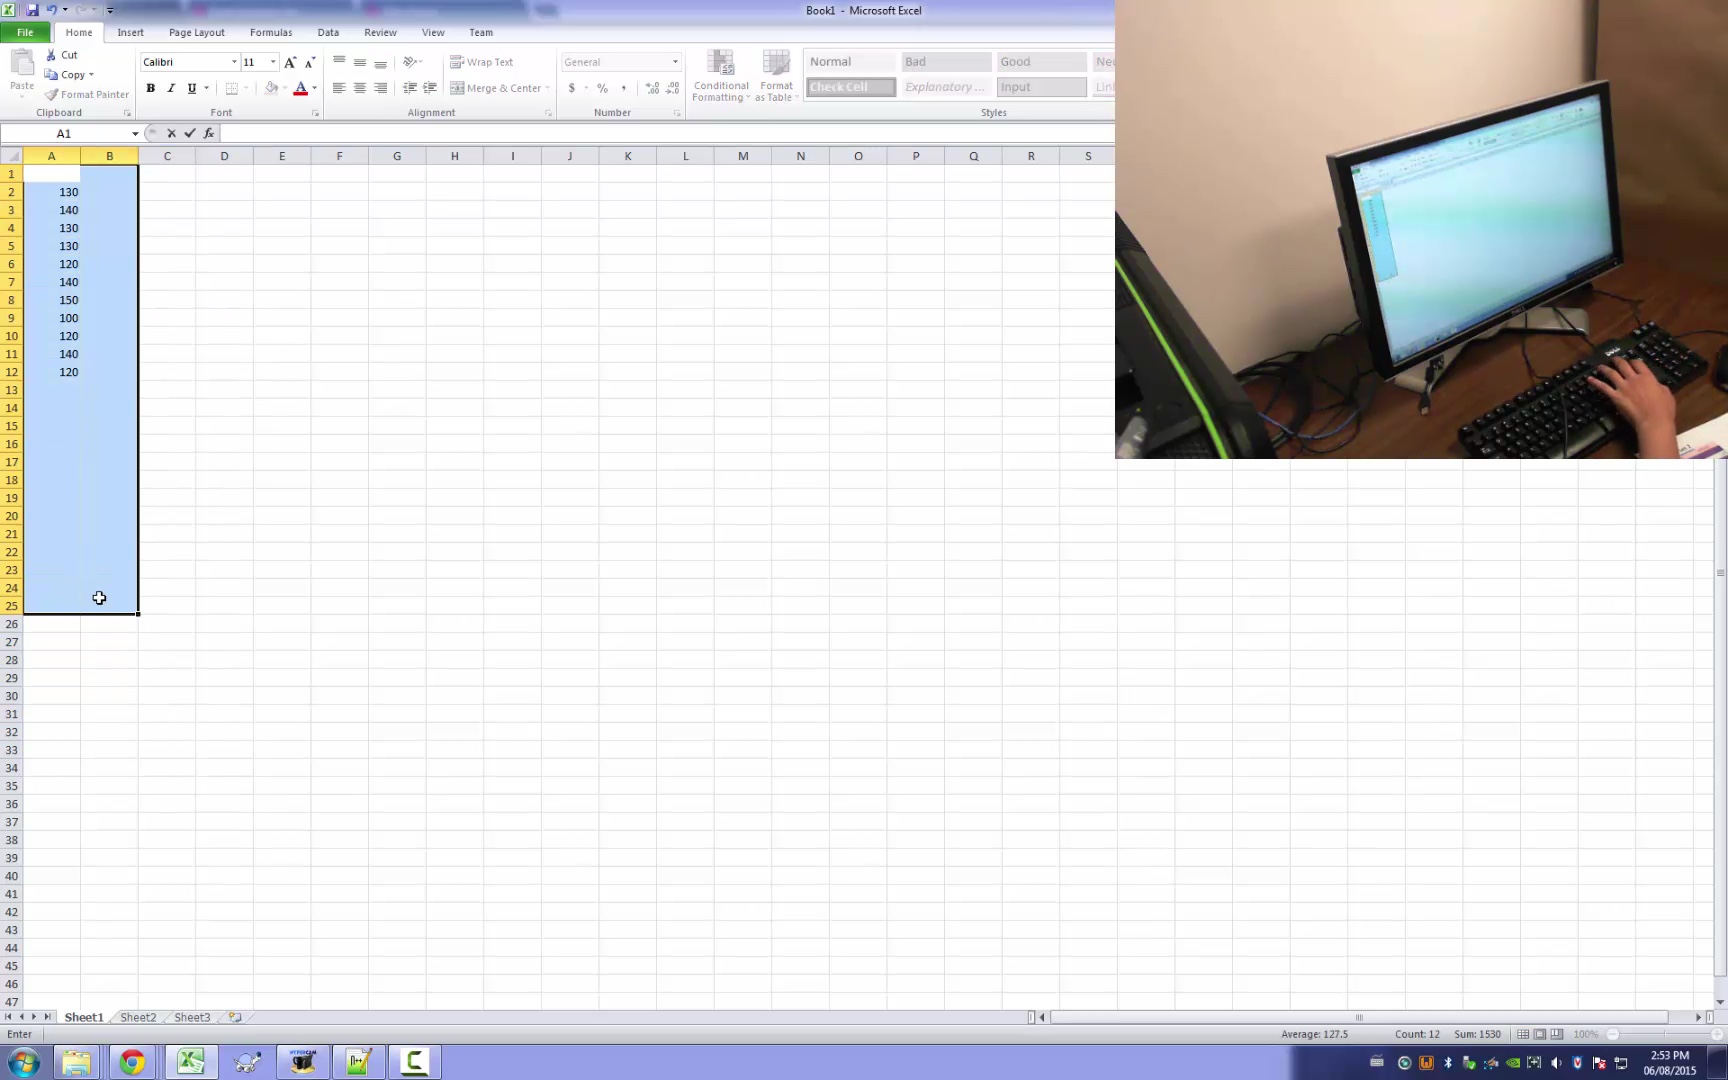 Book1 - Microsoft Excel
File Home Insert Page Layout Formulas Data Review View Team
Cut
Copy
Format Painter
Paste
Clipboard
Calibri 11
B I U
Font
Wrap Text
Merge & Center
Alignment
General
$ % ,
Number
Conditional Formatting
Format as Table
Normal Bad Good
Check Cell Explanatory ... Input
Styles
A1 fx
A B C D E F G H I J K L M N O P Q R S
1
2 130
3 140
4 130
5 130
6 120
7 140
8 150
9 100
10 120
11 140
12 120
13
14
15
16
17
18
19
20
21
22
23
24
25
26
27
28
29
30
31
32
33
34
35
36
37
38
39
40
41
42
43
44
45
46
47
Sheet1 Sheet2 Sheet3
Enter Average: 127.5 Count: 12 Sum: 1530 100%
2:53 PM
06/08/2015